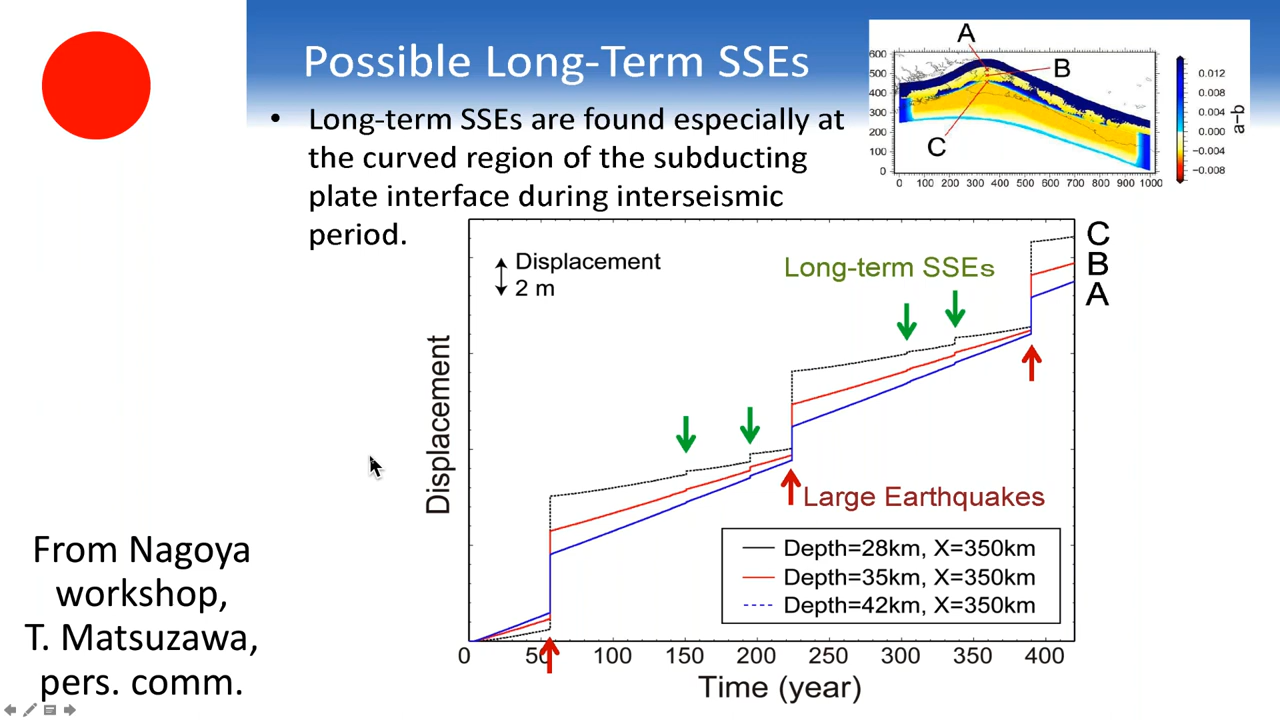 Possible Long-Term SSEs
• Long-term SSEs are found especially at
the curved region of the subducting
plate interface during interseismic
period.
A
B
C
600
500
400
300
200
100
0
0 100 200 300 400 500 600 700 800 900 1000
0.012
0.008
0.004
0.000
−0.004
−0.008
a−b
Displacement
2 m
Long-term SSEs
C
B
A
Displacement
Large Earthquakes
Depth=28km, X=350km
Depth=35km, X=350km
Depth=42km, X=350km
0 50 100 150 200 250 300 350 400
Time (year)
From Nagoya
workshop,
T. Matsuzawa,
pers. comm.